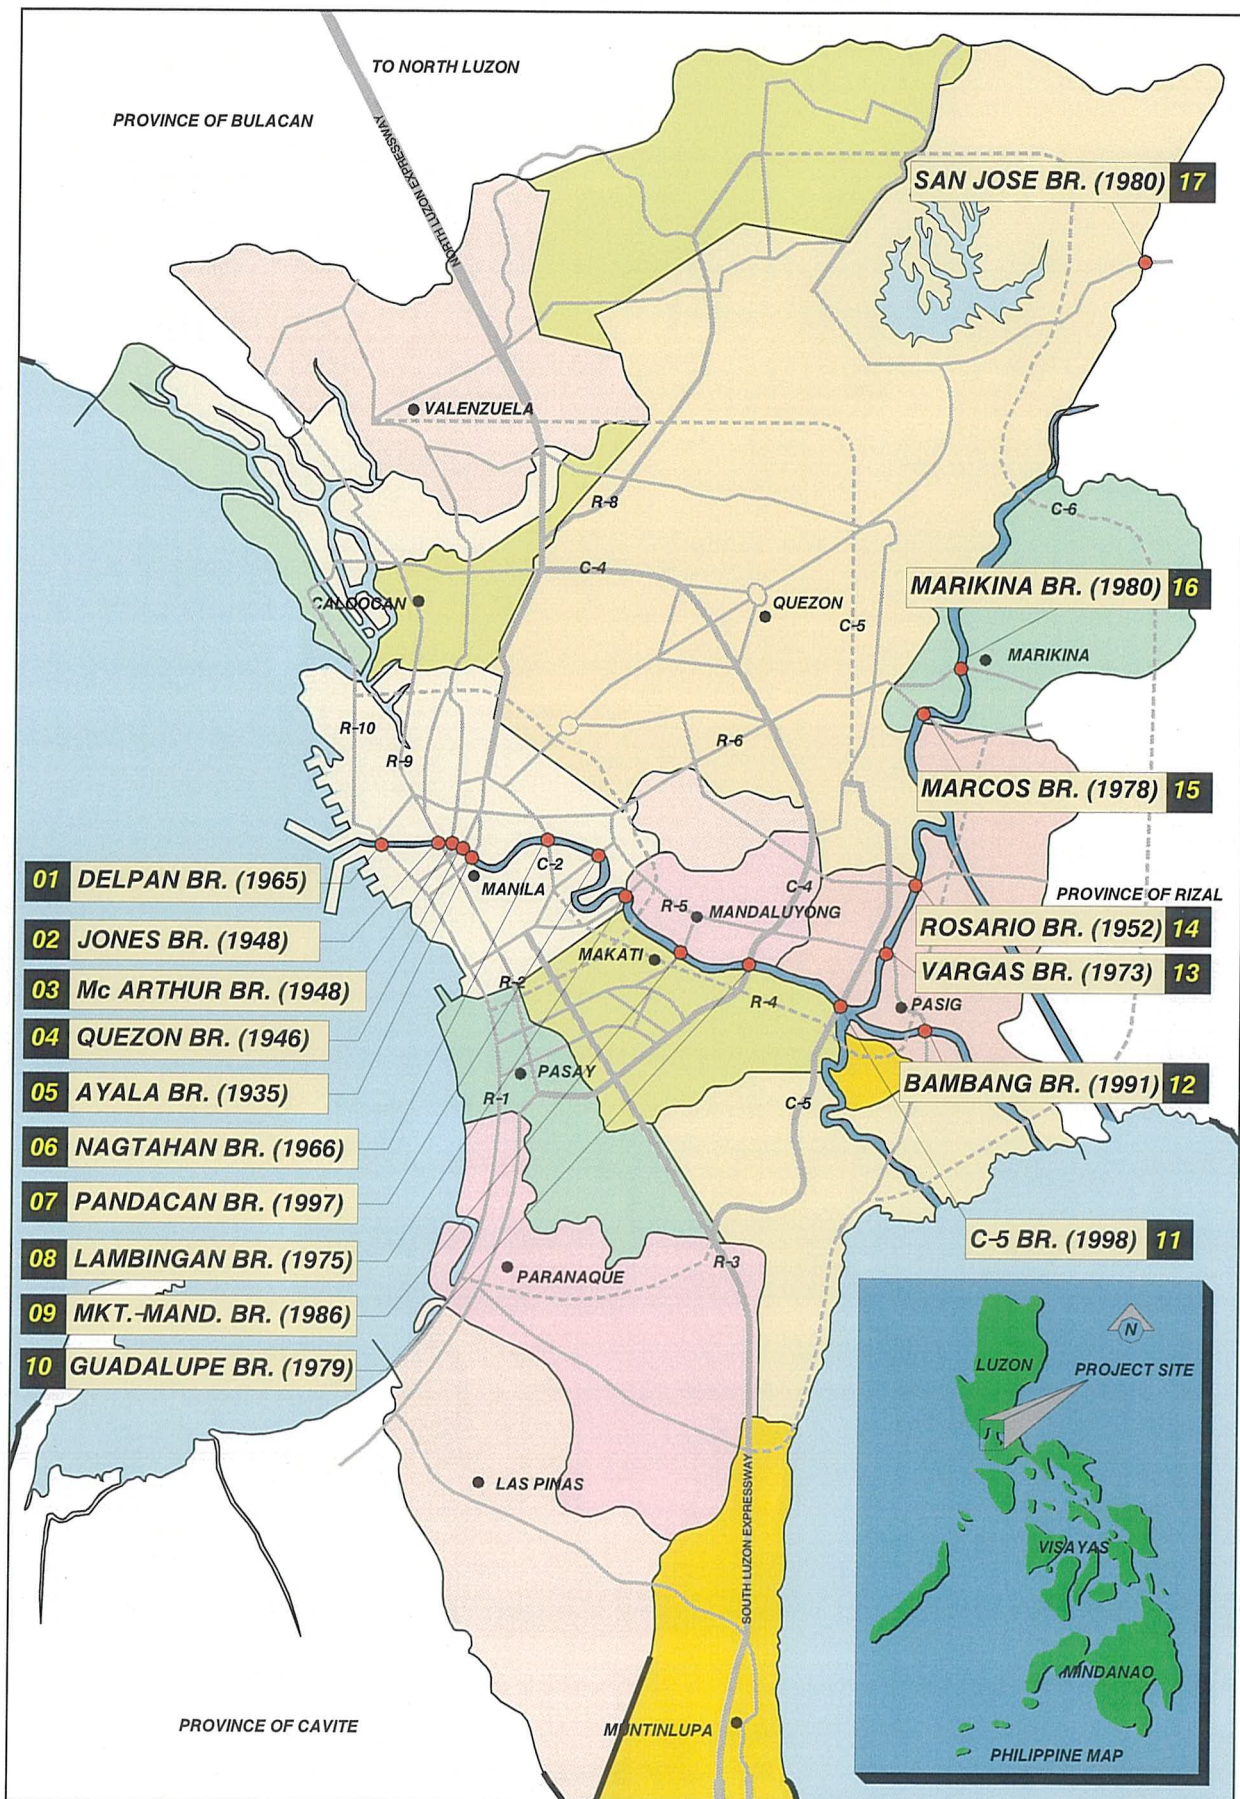 TO NORTH LUZON
PROVINCE OF BULACAN
NORTH LUZON EXPRESSWAY
SAN JOSE BR. (1980) 17
VALENZUELA
R-8
C-6
C-4
MARIKINA BR. (1980) 16
CALOOCAN
QUEZON
C-5
MARIKINA
R-10
R-6
R-9
MARCOS BR. (1978) 15
C-2
01 DELPAN BR. (1965)
MANILA
C-4
PROVINCE OF RIZAL
R-5
MANDALUYONG
ROSARIO BR. (1952) 14
02 JONES BR. (1948)
MAKATI
VARGAS BR. (1973) 13
R-2
03 Mc ARTHUR BR. (1948)
R-4
PASIG
04 QUEZON BR. (1946)
PASAY
05 AYALA BR. (1935)
R-1
C-5
BAMBANG BR. (1991) 12
06 NAGTAHAN BR. (1966)
07 PANDACAN BR. (1997)
C-5 BR. (1998) 11
08 LAMBINGAN BR. (1975)
R-3
PARANAQUE
09 MKT.-MAND. BR. (1986)
10 GUADALUPE BR. (1979)
N
LUZON
PROJECT SITE
LAS PINAS
SOUTH LUZON EXPRESSWAY
VISAYAS
MINDANAO
PROVINCE OF CAVITE
MUNTINLUPA
PHILIPPINE MAP